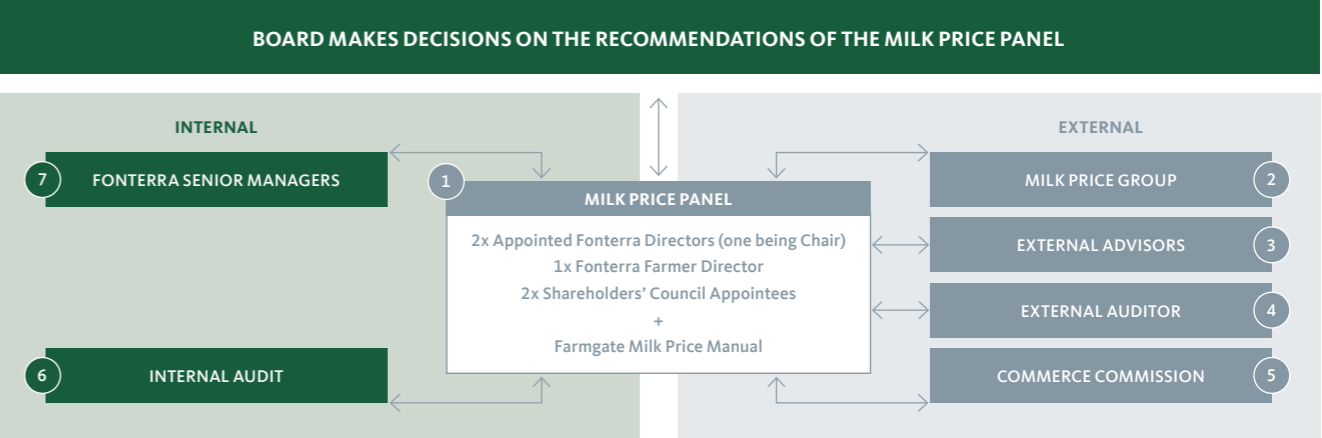 BOARD MAKES DECISIONS ON THE RECOMMENDATIONS OF THE MILK PRICE PANEL
INTERNAL
7
FONTERRA SENIOR MANAGERS
6
INTERNAL AUDIT
1
MILK PRICE PANEL
2x Appointed Fonterra Directors (one being Chair)
1x Fonterra Farmer Director
2x Shareholders’ Council Appointees
+
Farmgate Milk Price Manual
EXTERNAL
MILK PRICE GROUP
2
EXTERNAL ADVISORS
3
EXTERNAL AUDITOR
4
COMMERCE COMMISSION
5